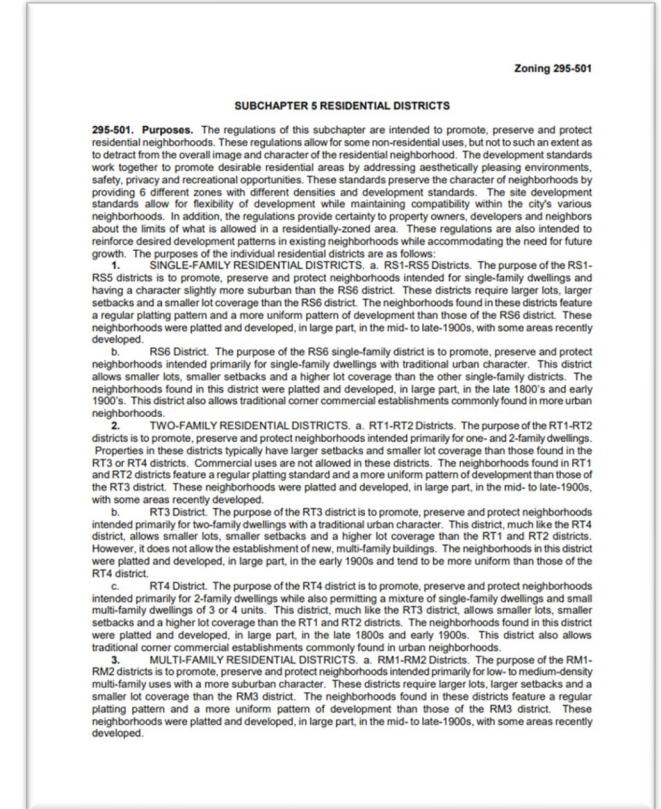 Zoning 295-501
SUBCHAPTER 5 RESIDENTIAL DISTRICTS
295-501. Purposes. The regulations of this subchapter are intended to promote, preserve and protect
residential neighborhoods. These regulations allow for some non-residential uses, but not to such an extent as
to detract from the overall image and character of the residential neighborhood. The development standards
work together to promote desirable residential areas by addressing aesthetically pleasing environments,
safety, privacy and recreational opportunities. These standards preserve the character of neighborhoods by
providing 6 different zones with different densities and development standards. The site development
standards allow for flexibility of development while maintaining compatibility within the city's various
neighborhoods. In addition, the regulations provide certainty to property owners, developers and neighbors
about the limits of what is allowed in a residentially-zoned area. These regulations are also intended to
reinforce desired development patterns in existing neighborhoods while accommodating the need for future
growth. The purposes of the individual residential districts are as follows:
1. SINGLE-FAMILY RESIDENTIAL DISTRICTS. a. RS1-RS5 Districts. The purpose of the RS1-
RS5 districts is to promote, preserve and protect neighborhoods intended for single-family dwellings and
having a character slightly more suburban than the RS6 district. These districts require larger lots, larger
setbacks and a smaller lot coverage than the RS6 district. The neighborhoods found in these districts feature
a regular platting pattern and a more uniform pattern of development than those of the RS6 district. These
neighborhoods were platted and developed, in large part, in the mid- to late-1900s, with some areas recently
developed.
b. RS6 District. The purpose of the RS6 single-family district is to promote, preserve and protect
neighborhoods intended primarily for single-family dwellings with traditional urban character. This district
allows smaller lots, smaller setbacks and a higher lot coverage than the other single-family districts. The
neighborhoods found in this district were platted and developed, in large part, in the late 1800's and early
1900's. This district also allows traditional corner commercial establishments commonly found in more urban
neighborhoods.
2. TWO-FAMILY RESIDENTIAL DISTRICTS. a. RT1-RT2 Districts. The purpose of the RT1-RT2
districts is to promote, preserve and protect neighborhoods intended primarily for one- and 2-family dwellings.
Properties in these districts typically have larger setbacks and smaller lot coverage than those found in the
RT3 or RT4 districts. Commercial uses are not allowed in these districts. The neighborhoods found in RT1
and RT2 districts feature a regular platting standard and a more uniform pattern of development than those of
the RT3 district. These neighborhoods were platted and developed, in large part, in the mid- to late-1900s,
with some areas recently developed.
b. RT3 District. The purpose of the RT3 district is to promote, preserve and protect neighborhoods
intended primarily for two-family dwellings with a traditional urban character. This district, much like the RT4
district, allows smaller lots, smaller setbacks and a higher lot coverage than the RT1 and RT2 districts.
However, it does not allow the establishment of new, multi-family buildings. The neighborhoods in this district
were platted and developed, in large part, in the early 1900s and tend to be more uniform than those of the
RT4 district.
c. RT4 District. The purpose of the RT4 district is to promote, preserve and protect neighborhoods
intended primarily for 2-family dwellings while also permitting a mixture of single-family dwellings and small
multi-family dwellings of 3 or 4 units. This district, much like the RT3 district, allows smaller lots, smaller
setbacks and a higher lot coverage than the RT1 and RT2 districts. The neighborhoods found in this district
were platted and developed, in large part, in the late 1800s and early 1900s. This district also allows
traditional corner commercial establishments commonly found in urban neighborhoods.
3. MULTI-FAMILY RESIDENTIAL DISTRICTS. a. RM1-RM2 Districts. The purpose of the RM1-
RM2 districts is to promote, preserve and protect neighborhoods intended primarily for low- to medium-density
multi-family uses with a more suburban character. These districts require larger lots, larger setbacks and a
smaller lot coverage than the RM3 district. The neighborhoods found in these districts feature a regular
platting pattern and a more uniform pattern of development than those of the RM3 district. These
neighborhoods were platted and developed, in large part, in the mid- to late-1900s, with some areas recently
developed.